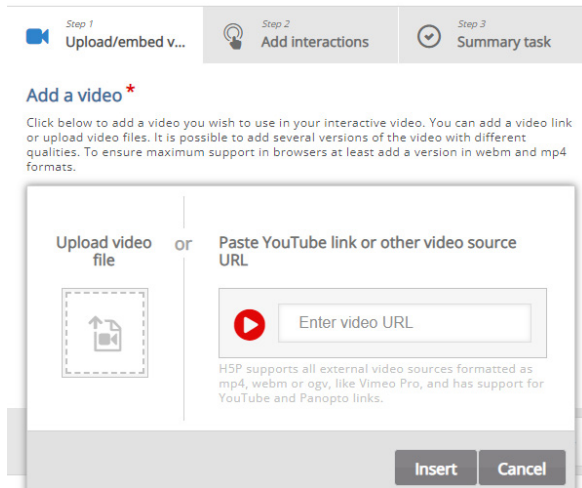 Step 1
Upload/embed v...
Step 2
Add interactions
Step 3
Summary task
Add a video *
Click below to add a video you wish to use in your interactive video. You can add a video link
or upload video files. It is possible to add several versions of the video with different
qualities. To ensure maximum support in browsers at least add a version in webm and mp4
formats.
Upload video
file
or
Paste YouTube link or other video source
URL
Enter video URL
H5P supports all external video sources formatted as
mp4, webm or ogv, like Vimeo Pro, and has support for
YouTube and Panopto links.
Insert
Cancel